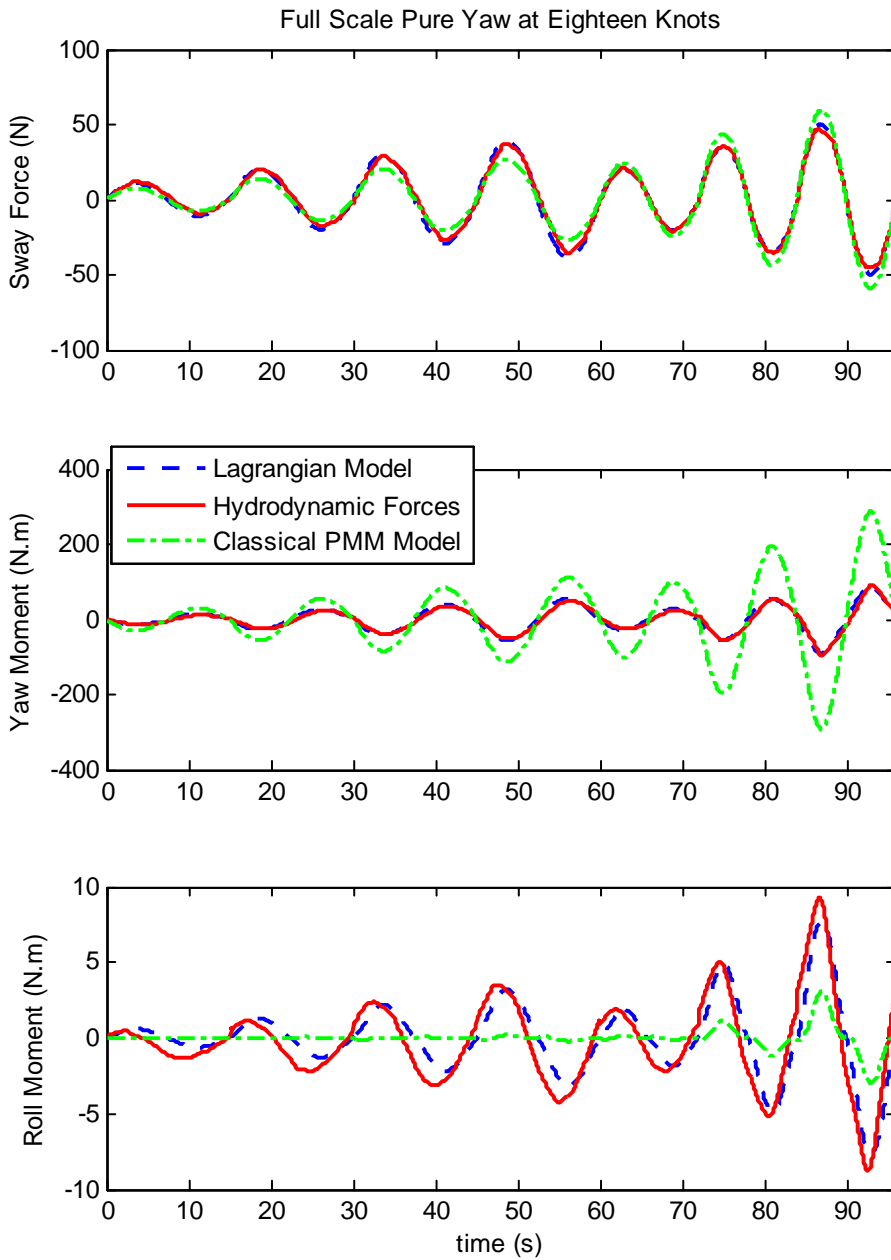 Full Scale Pure Yaw at Eighteen Knots
100
50
0
-50
-100
Sway Force (N)
0 10 20 30 40 50 60 70 80 90
400
200
0
-200
-400
Yaw Moment (N.m)
Lagrangian Model
Hydrodynamic Forces
Classical PMM Model
0 10 20 30 40 50 60 70 80 90
10
5
0
-5
-10
Roll Moment (N.m)
0 10 20 30 40 50 60 70 80 90
time (s)